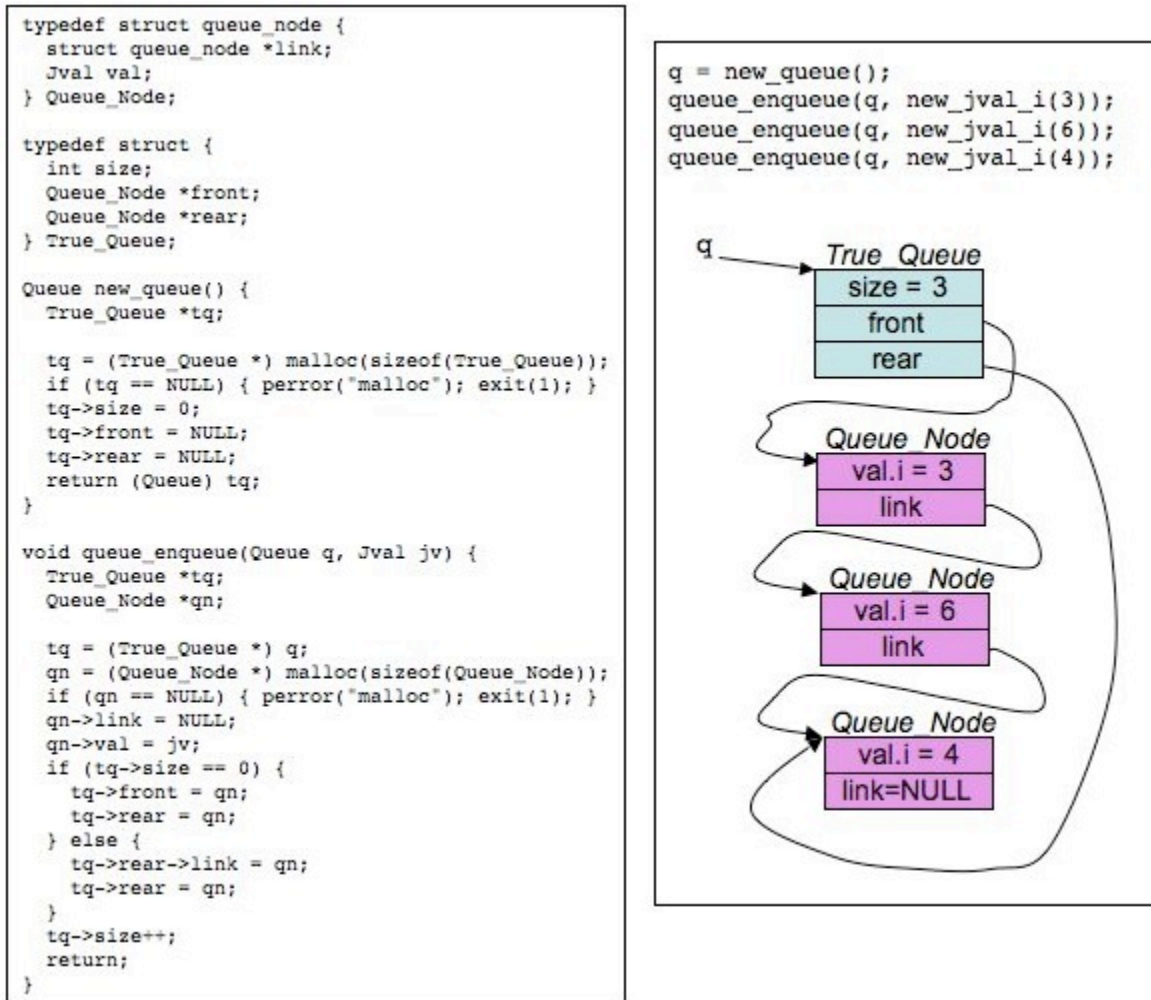 typedef struct queue_node {
  struct queue_node *link;
  Jval val;
} Queue_Node;

typedef struct {
  int size;
  Queue_Node *front;
  Queue_Node *rear;
} True_Queue;

Queue new_queue() {
  True_Queue *tq;

  tq = (True_Queue *) malloc(sizeof(True_Queue));
  if (tq == NULL) { perror("malloc"); exit(1); }
  tq->size = 0;
  tq->front = NULL;
  tq->rear = NULL;
  return (Queue) tq;
}

void queue_enqueue(Queue q, Jval jv) {
  True_Queue *tq;
  Queue_Node *qn;

  tq = (True_Queue *) q;
  qn = (Queue_Node *) malloc(sizeof(Queue_Node));
  if (qn == NULL) { perror("malloc"); exit(1); }
  qn->link = NULL;
  qn->val = jv;
  if (tq->size == 0) {
    tq->front = qn;
    tq->rear = qn;
  } else {
    tq->rear->link = qn;
    tq->rear = qn;
  }
  tq->size++;
  return;
}

q = new_queue();
queue_enqueue(q, new_jval_i(3));
queue_enqueue(q, new_jval_i(6));
queue_enqueue(q, new_jval_i(4));

q
True_Queue
size = 3
front
rear
Queue_Node
val.i = 3
link
Queue_Node
val.i = 6
link
Queue_Node
val.i = 4
link=NULL